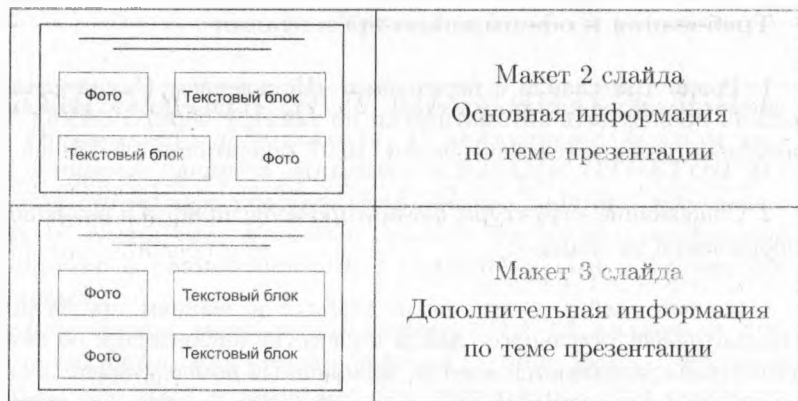 Фото
Текстовый блок
Текстовый блок
Фото
Макет 2 слайда
Основная информация
по теме презентации
Фото
Текстовый блок
Фото
Текстовый блок
Макет 3 слайда
Дополнительная информация
по теме презентации